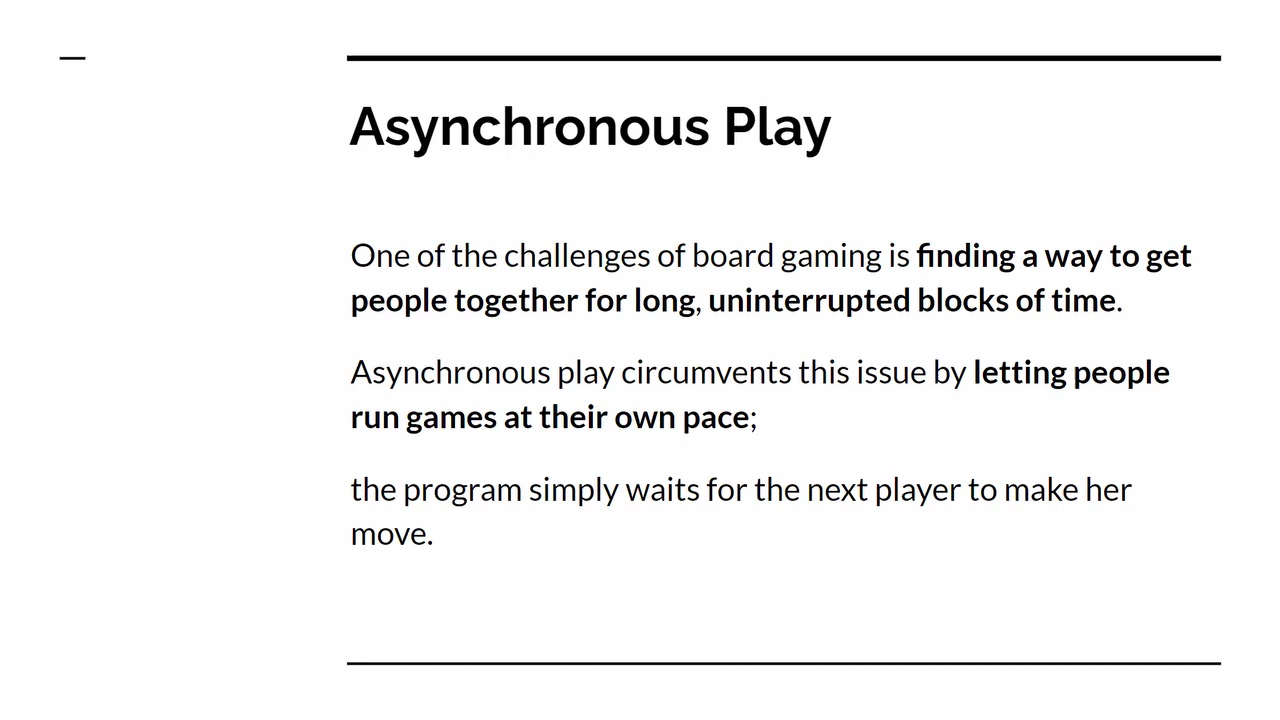 Asynchronous Play
One of the challenges of board gaming is finding a way to get
people together for long, uninterrupted blocks of time.
Asynchronous play circumvents this issue by letting people
run games at their own pace;
the program simply waits for the next player to make her
move.